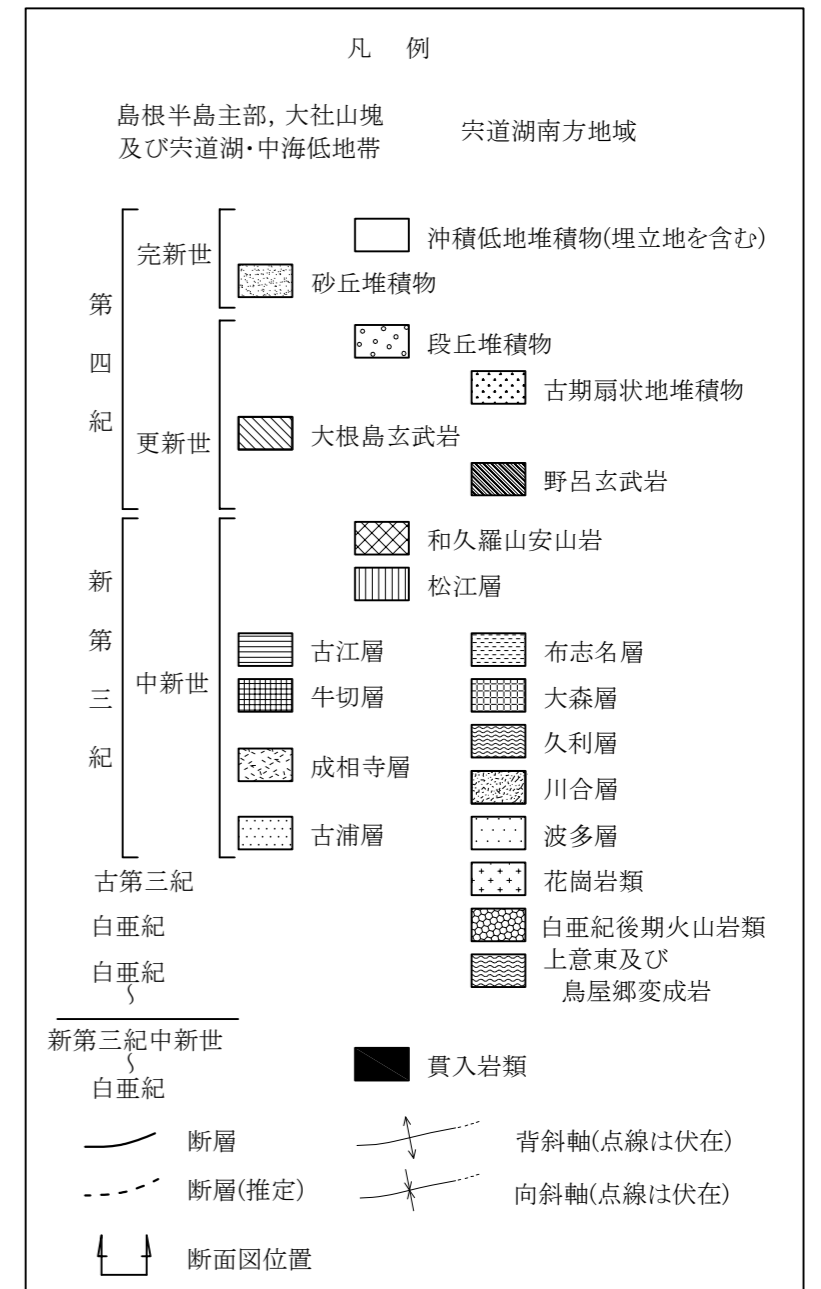 凡 例
島根半島主部, 大社山塊
及び宍道湖・中海低地帯
宍道湖南方地域
第四紀
完新世
沖積低地堆積物(埋立地を含む)
砂丘堆積物
更新世
段丘堆積物
古期扇状地堆積物
大根島玄武岩
野呂玄武岩
新第三紀
中新世
和久羅山安山岩
松江層
古江層
布志名層
牛切層
大森層
久利層
成相寺層
川合層
古浦層
波多層
古第三紀
花崗岩類
白亜紀
白亜紀後期火山岩類
白亜紀
〜
上意東及び
鳥屋郷変成岩
新第三紀中新世
〜
白亜紀
貫入岩類
断層
背斜軸(点線は伏在)
断層(推定)
向斜軸(点線は伏在)
断面図位置